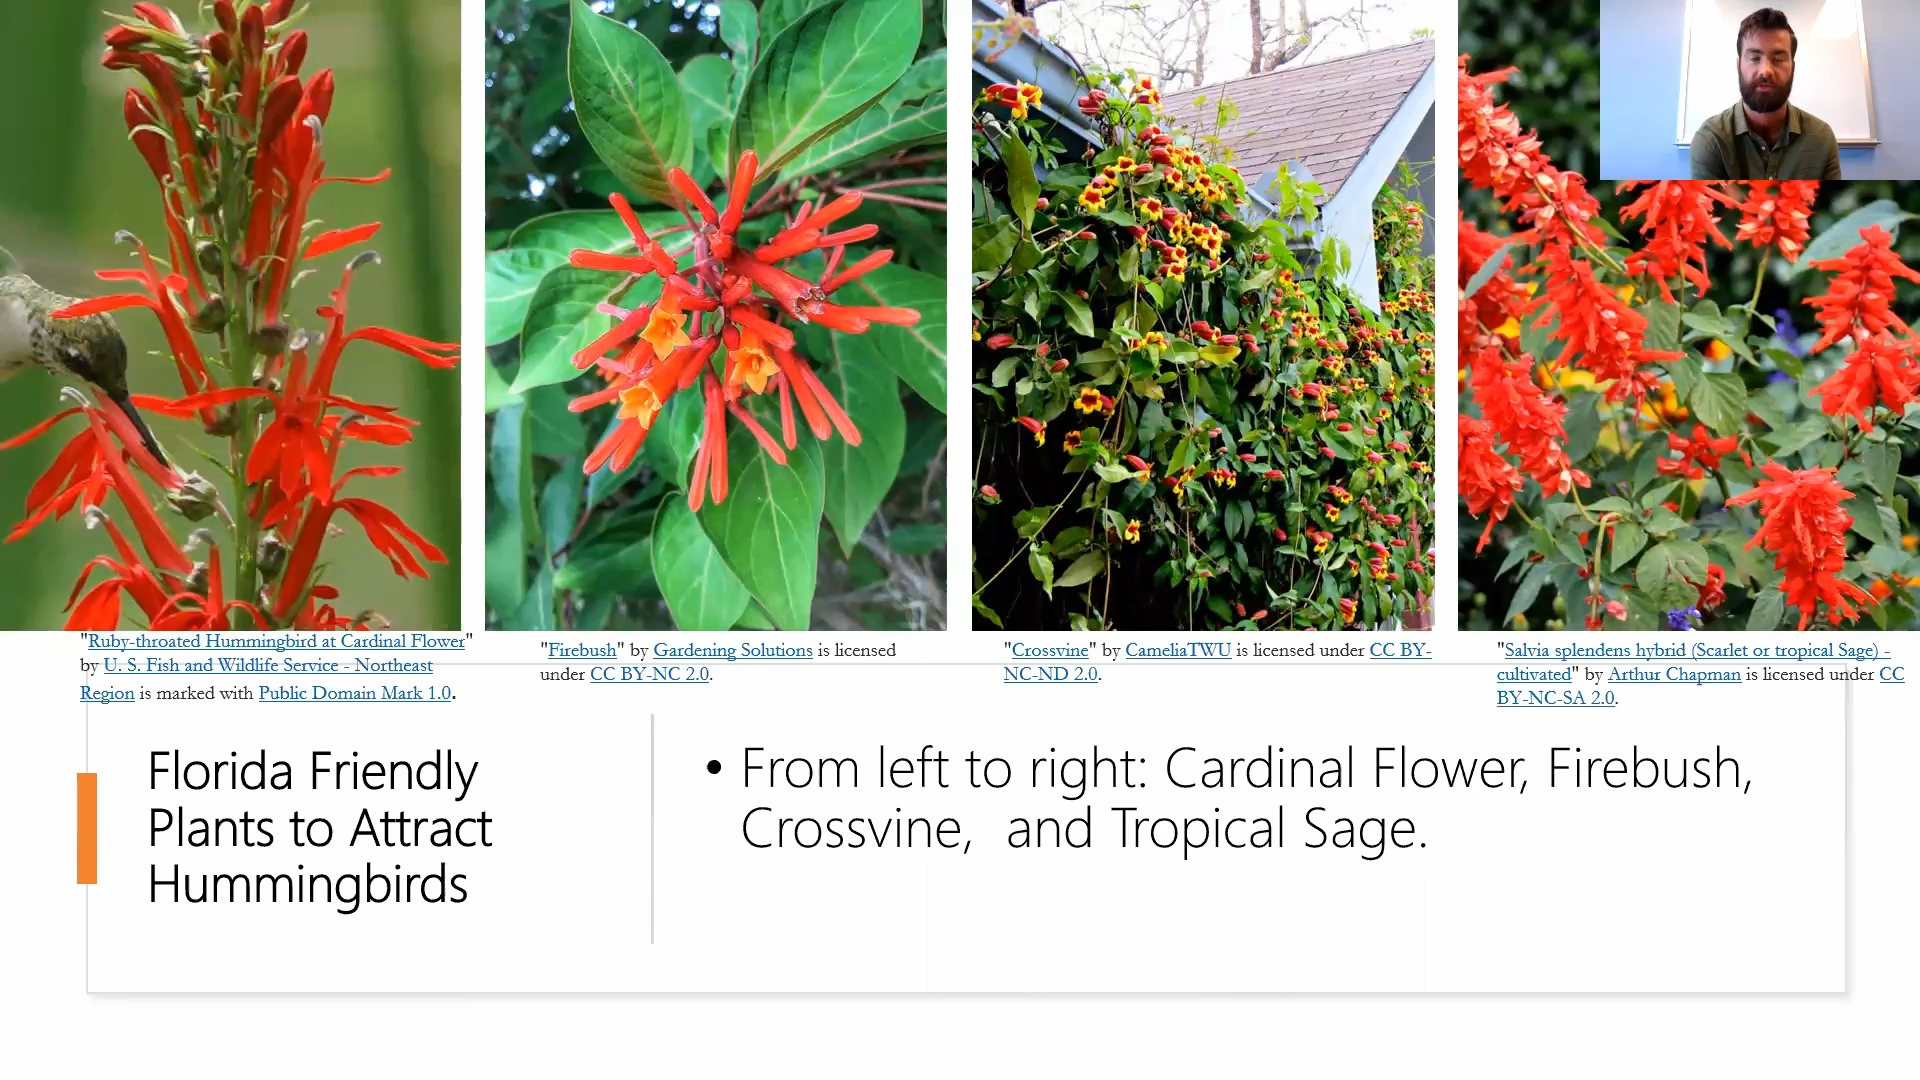 "Ruby-throated Hummingbird at Cardinal Flower"
by U. S. Fish and Wildlife Service - Northeast
Region is marked with Public Domain Mark 1.0.
"Firebush" by Gardening Solutions is licensed
under CC BY-NC 2.0.
"Crossvine" by CameliaTWU is licensed under CC BY-
NC-ND 2.0.
"Salvia splendens hybrid (Scarlet or tropical Sage) -
cultivated" by Arthur Chapman is licensed under CC
BY-NC-SA 2.0.
Florida Friendly
Plants to Attract
Hummingbirds
• From left to right: Cardinal Flower, Firebush,
Crossvine,  and Tropical Sage.